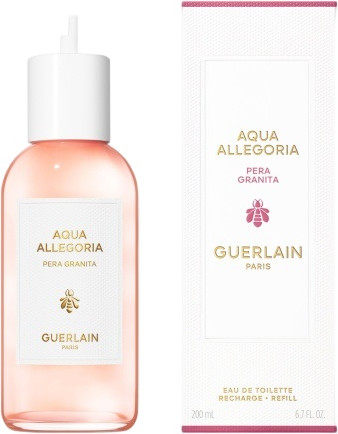 AQUA
ALLEGORIA
PERA GRANITA
GUERLAIN
PARIS
AQUA
ALLEGORIA
PERA
GRANITA
GUERLAIN
PARIS
EAU DE TOILETTE
RECHARGE • REFILL
200 mL 6.7 FL. OZ.